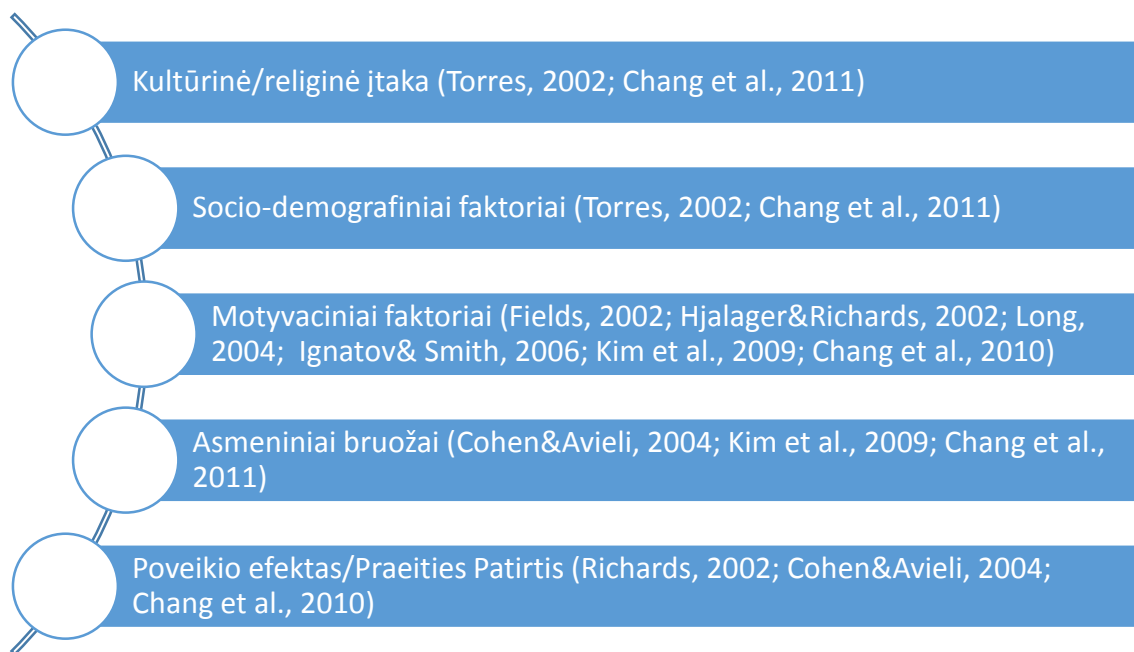 Kultūrinė/religinė įtaka (Torres, 2002; Chang et al., 2011)
Socio-demografiniai faktoriai (Torres, 2002; Chang et al., 2011)
Motyvaciniai faktoriai (Fields, 2002; Hjalager&Richards, 2002; Long,
2004;  Ignatov& Smith, 2006; Kim et al., 2009; Chang et al., 2010)
Asmeniniai bruožai (Cohen&Avieli, 2004; Kim et al., 2009; Chang et al.,
2011)
Poveikio efektas/Praeities Patirtis (Richards, 2002; Cohen&Avieli, 2004;
Chang et al., 2010)